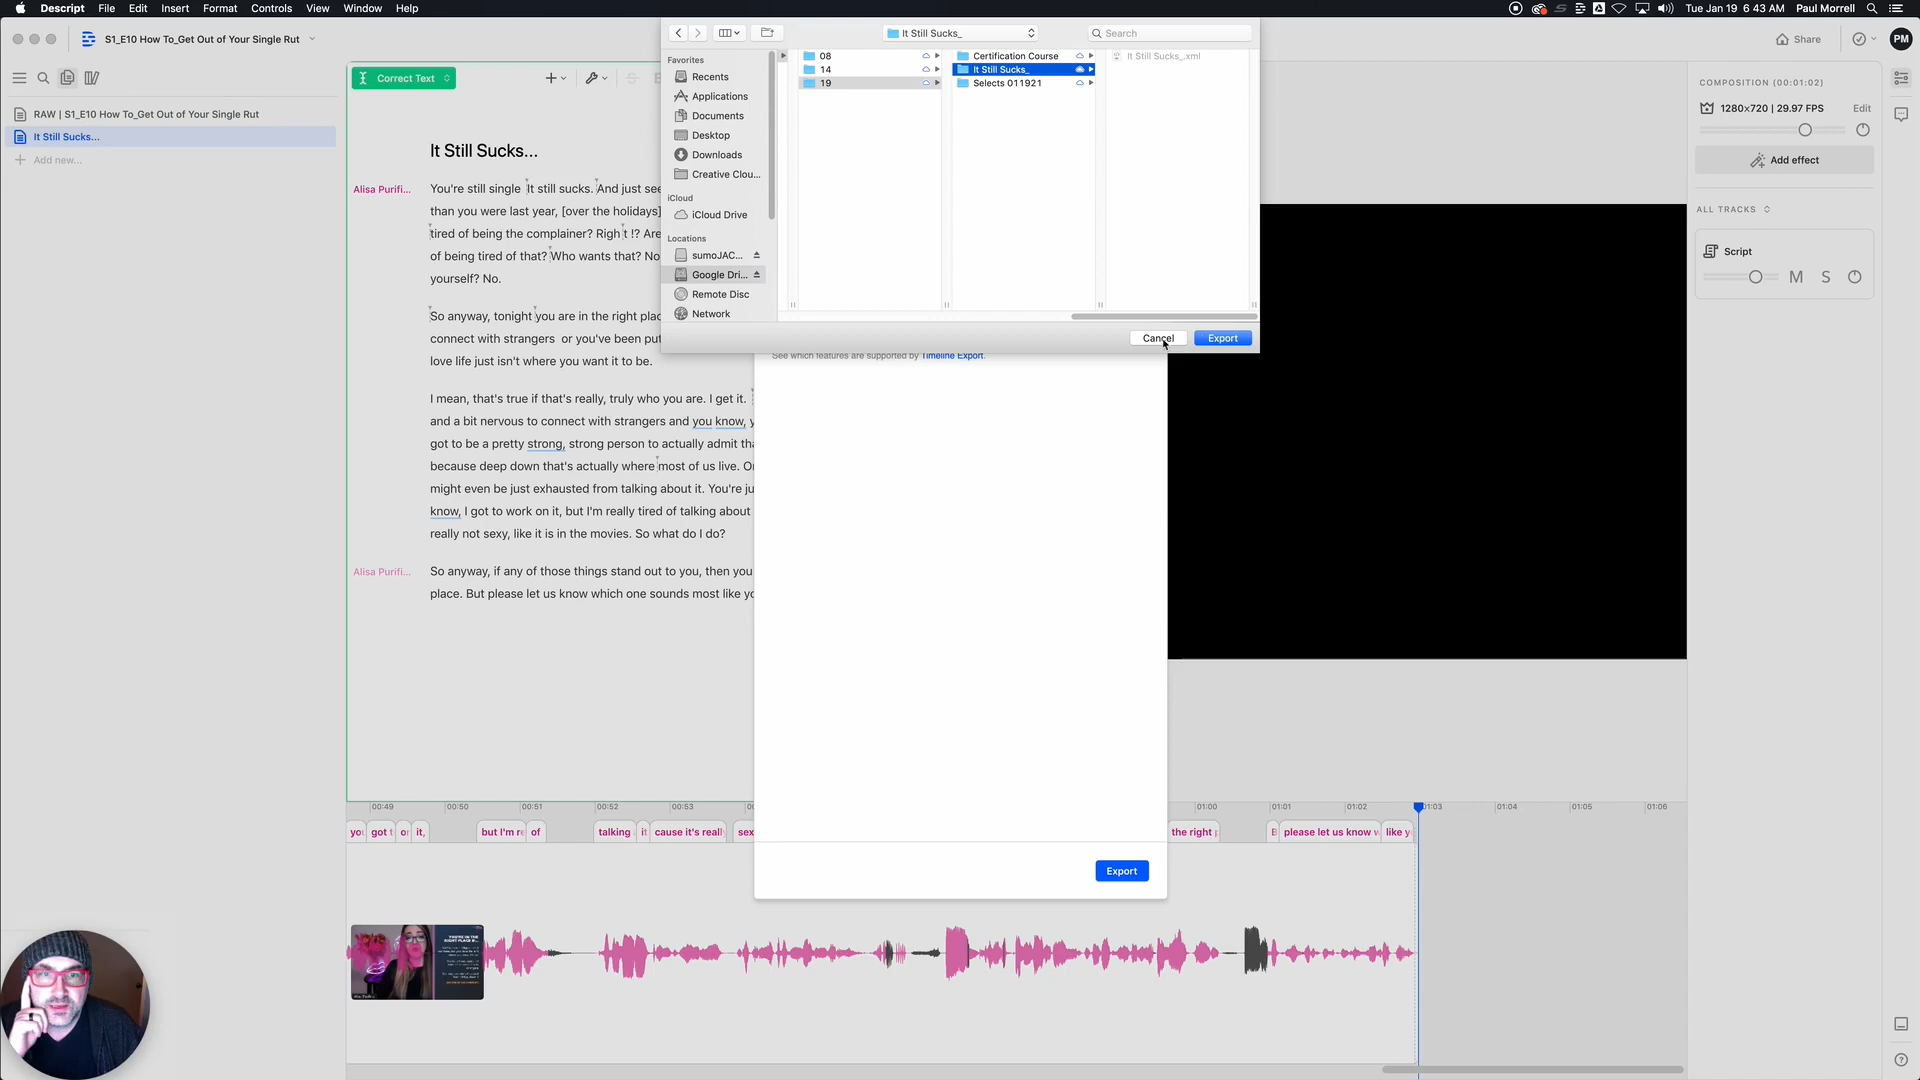 Descript File Edit Insert Format Controls View Window Help
Tue Jan 19 6:43 AM Paul Morrell
S1_E10 How To_Get Out of Your Single Rut
Share
PM
Correct Text
RAW | S1_E10 How To_Get Out of Your Single Rut
It Still Sucks...
Add new...
It Still Sucks...
Alisa Purifi...
You're still single It still sucks. And just see
than you were last year, [over the holidays]
tired of being the complainer? Righ t !? Are
of being tired of that? Who wants that? No
yourself? No.
So anyway, tonight you are in the right plac
connect with strangers or you've been put
love life just isn't where you want it to be.
I mean, that's true if that's really, truly who you are. I get it.
and a bit nervous to connect with strangers and you know, y
got to be a pretty strong, strong person to actually admit tha
because deep down that's actually where most of us live. Or
might even be just exhausted from talking about it. You're ju
know, I got to work on it, but I'm really tired of talking about
really not sexy, like it is in the movies. So what do I do?
Alisa Purifi...
So anyway, if any of those things stand out to you, then you
place. But please let us know which one sounds most like yo
It Still Sucks_
Search
Favorites
Recents
Applications
Documents
Desktop
Downloads
Creative Clou...
iCloud
iCloud Drive
Locations
sumoJAC...
Google Dri...
Remote Disc
Network
08
14
19
Certification Course
It Still Sucks_
Selects 011921
It Still Sucks_.xml
Cancel
Export
See which features are supported by Timeline Export.
Export
COMPOSITION (00:01:02)
1280×720 | 29.97 FPS
Edit
Add effect
ALL TRACKS
Script
M S
00:49 00:50 00:51 00:52 00:53 01:00 01:01 01:02 01:03 01:04 01:05 01:06
you got t or it, but I'm re of talking it cause it's reall sex the right p B please let us know w like y
YOU'RE IN THE
RIGHT PLACE IF...